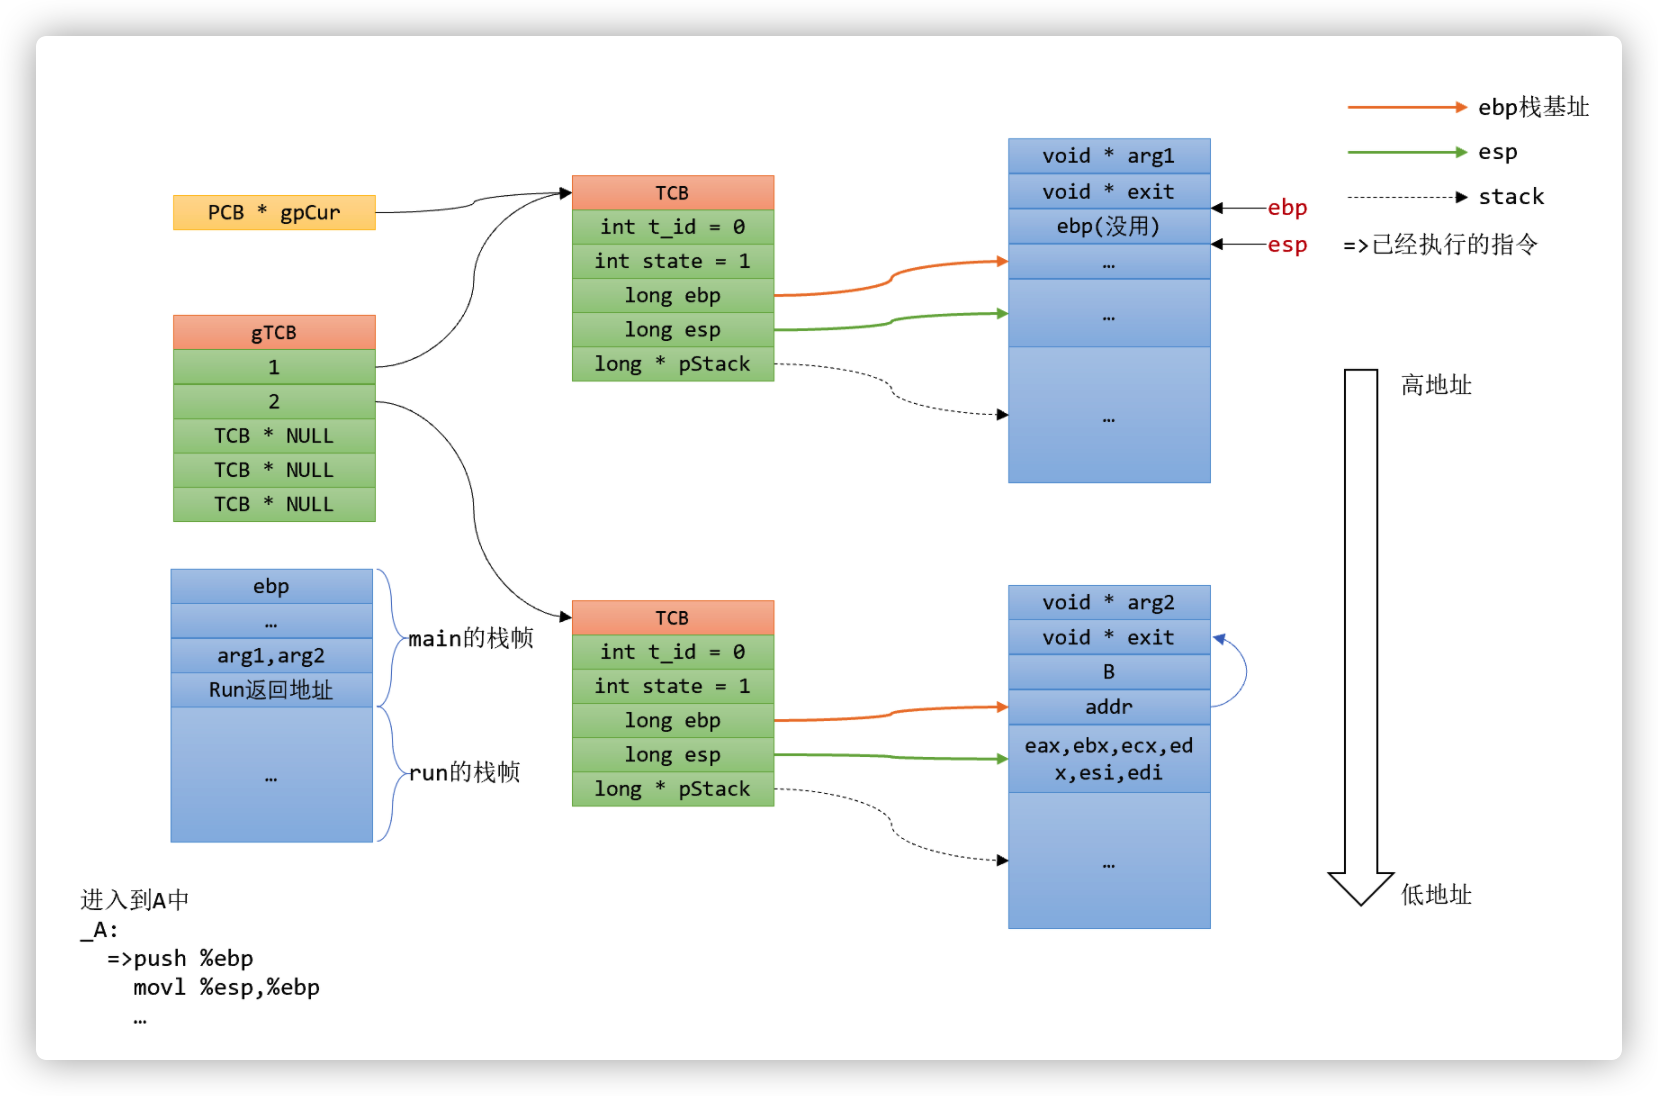 PCB * gpCur
gTCB
1
2
TCB * NULL
TCB * NULL
TCB * NULL
ebp
…
arg1,arg2
Run返回地址
…
main的栈帧
run的栈帧
进入到A中
_A:
=>push %ebp
movl %esp,%ebp
…
TCB
int t_id = 0
int state = 1
long ebp
long esp
long * pStack
TCB
int t_id = 0
int state = 1
long ebp
long esp
long * pStack
void * arg1
void * exit
ebp(没用)
…
…
…
ebp
esp
=>已经执行的指令
void * arg2
void * exit
B
addr
eax,ebx,ecx,ed
x,esi,edi
…
ebp栈基址
esp
stack
高地址
低地址